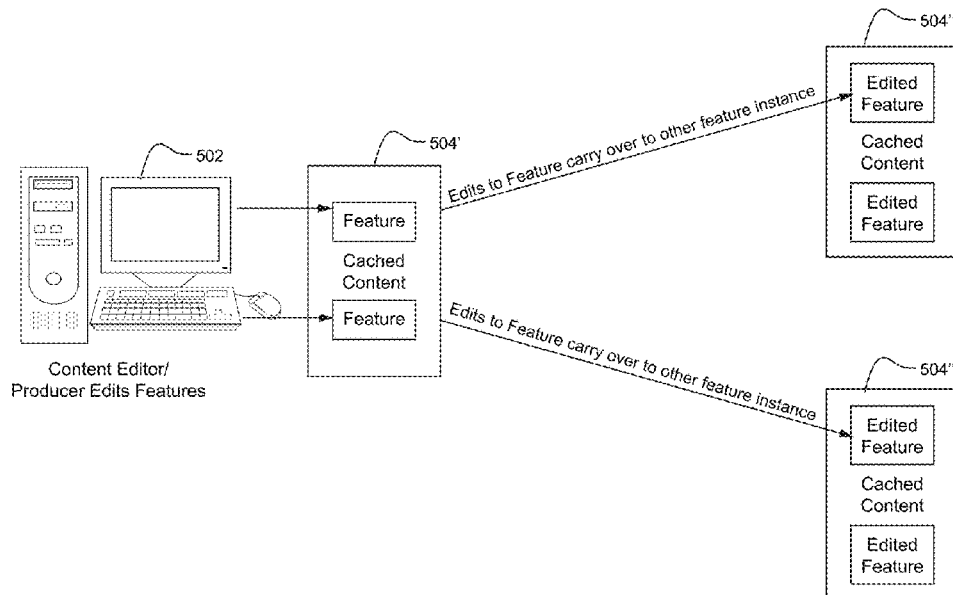 504"
Edited
Feature
Cached
Content
Edited
Feature
Edits to Feature carry over to other feature instance
502
504'
Feature
Cached
Content
Feature
Content Editor/
Producer Edits Features
Edits to Feature carry over to other feature instance
504"
Edited
Feature
Cached
Content
Edited
Feature